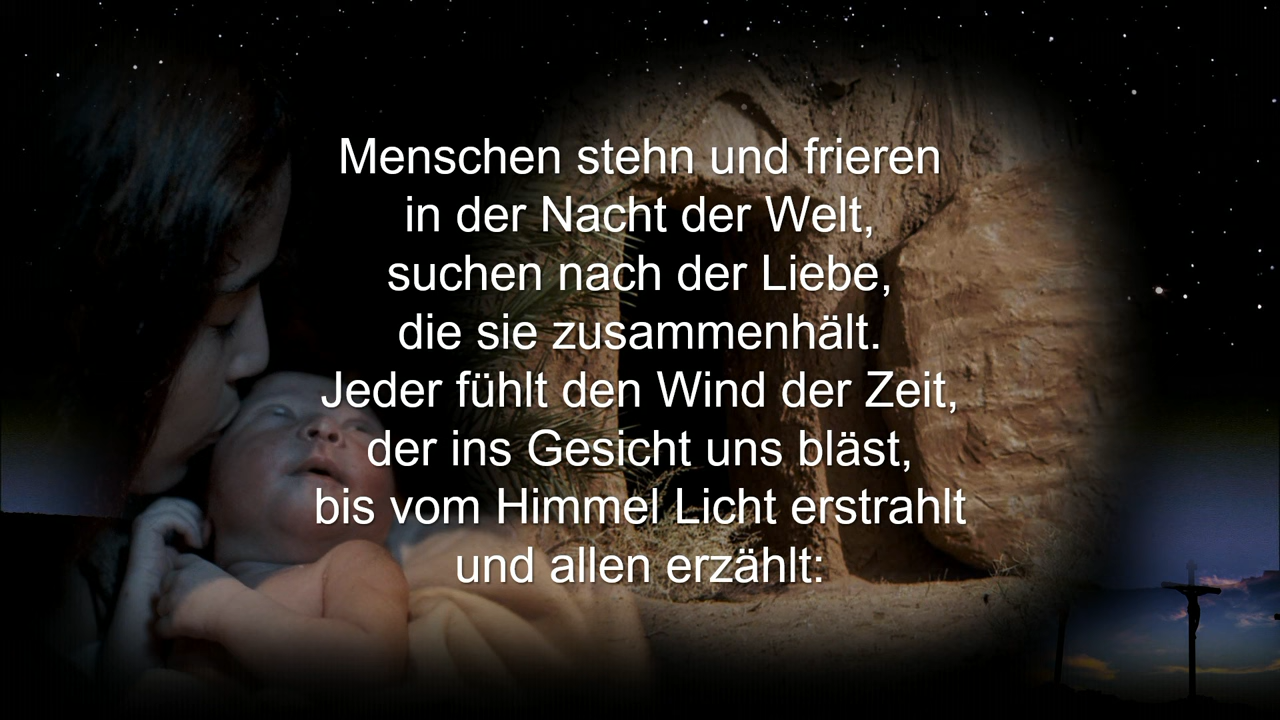 Menschen stehn und frieren
in der Nacht der Welt,
suchen nach der Liebe,
die sie zusammenhält.
Jeder fühlt den Wind der Zeit,
der ins Gesicht uns bläst,
bis vom Himmel Licht erstrahlt
und allen erzählt: